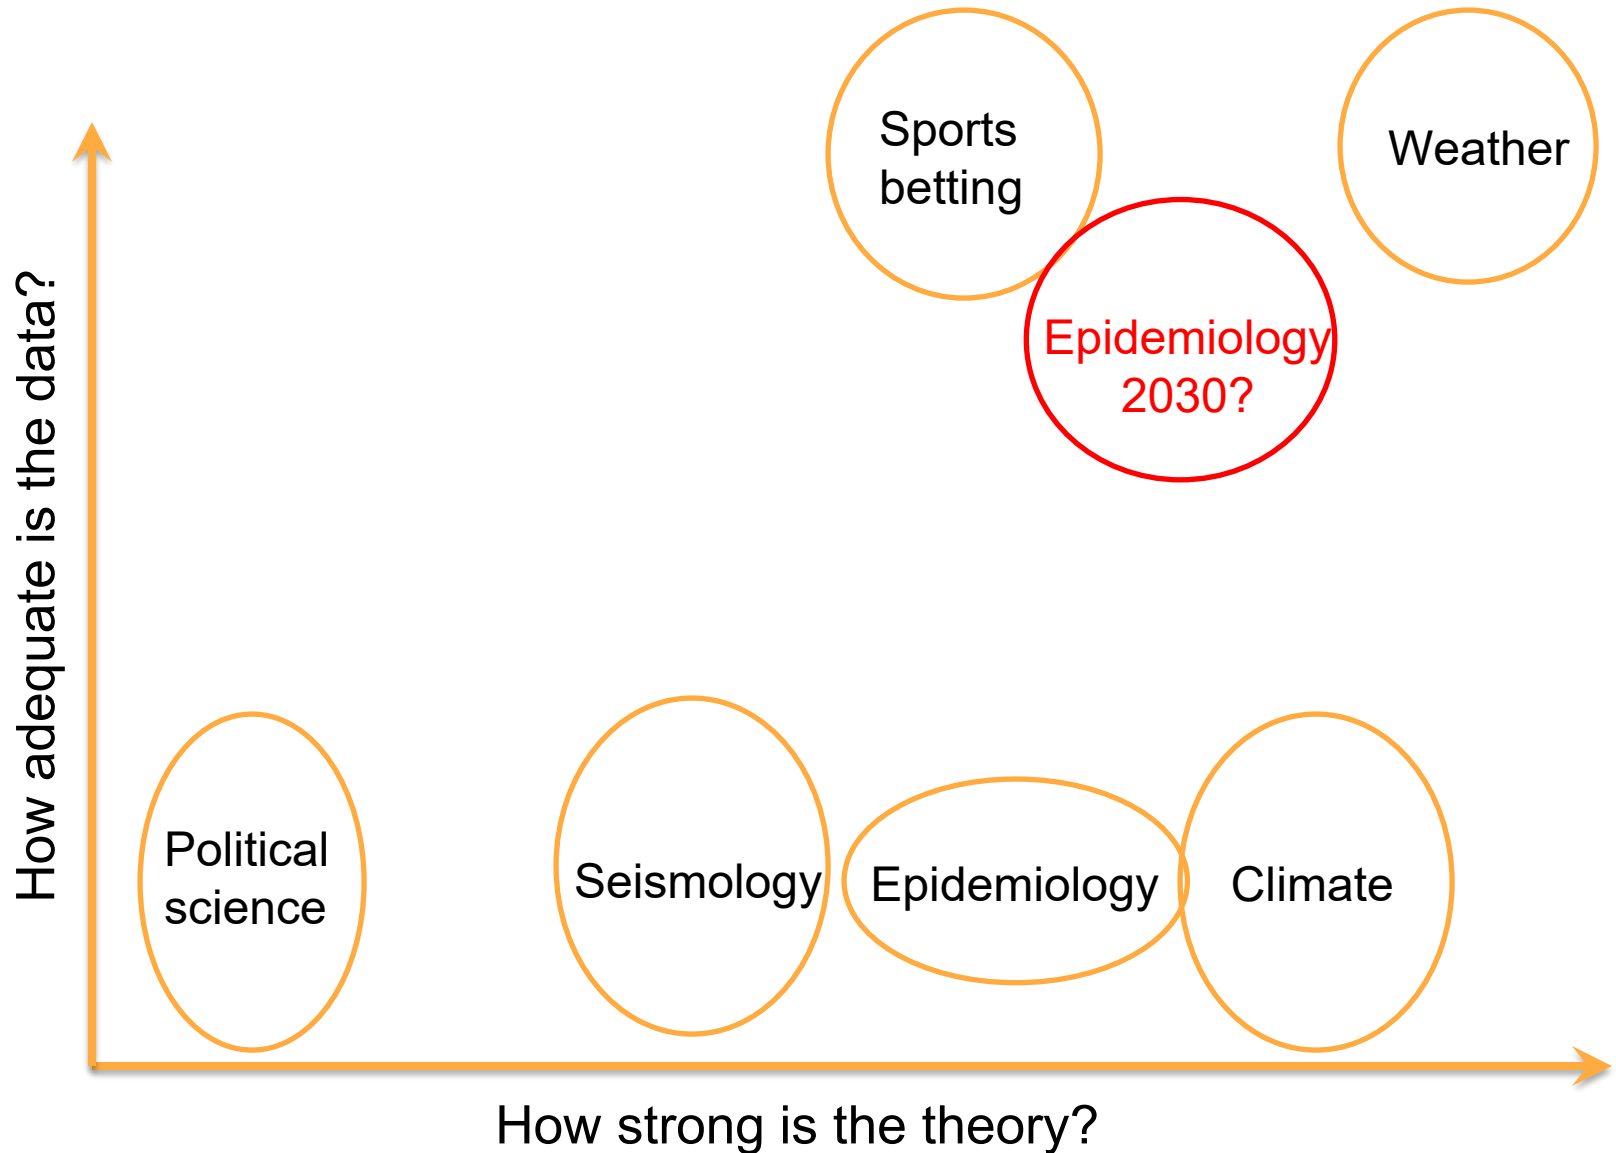 Sports
betting
Weather
Epidemiology
2030?
How adequate is the data?
Political
science
Seismology
Epidemiology
Climate
How strong is the theory?